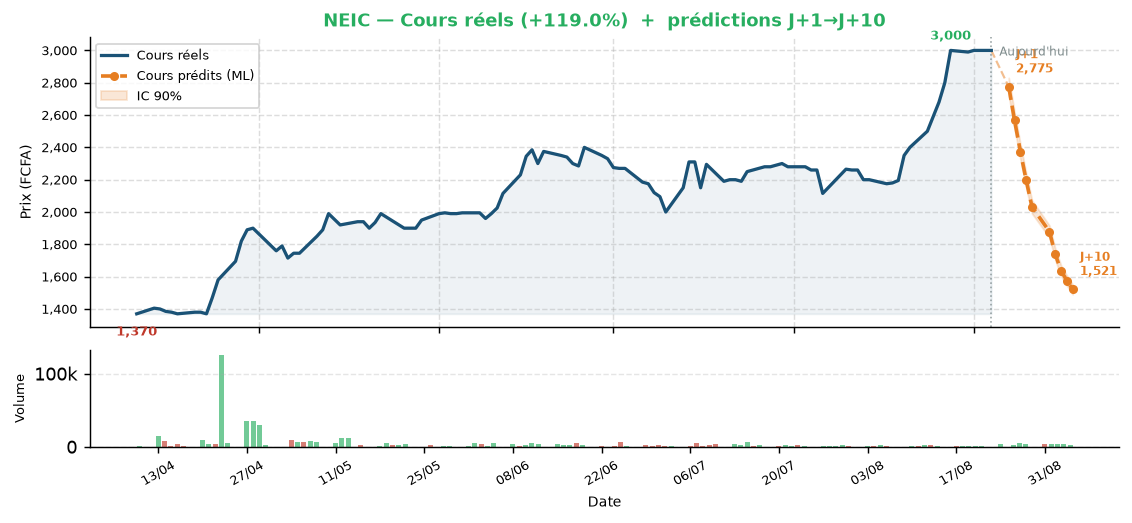 NEIC — Cours réels (+119.0%) + prédictions J+1→J+10
Cours réels
Cours prédits (ML)
IC 90%
Prix (FCFA)
3,000
2,800
2,600
2,400
2,200
2,000
1,800
1,600
1,400
3,000
Aujourd'hui
J+1
2,775
J+10
1,521
1,370
Volume
100k
0
13/04
27/04
11/05
25/05
08/06
22/06
06/07
20/07
03/08
17/08
31/08
Date